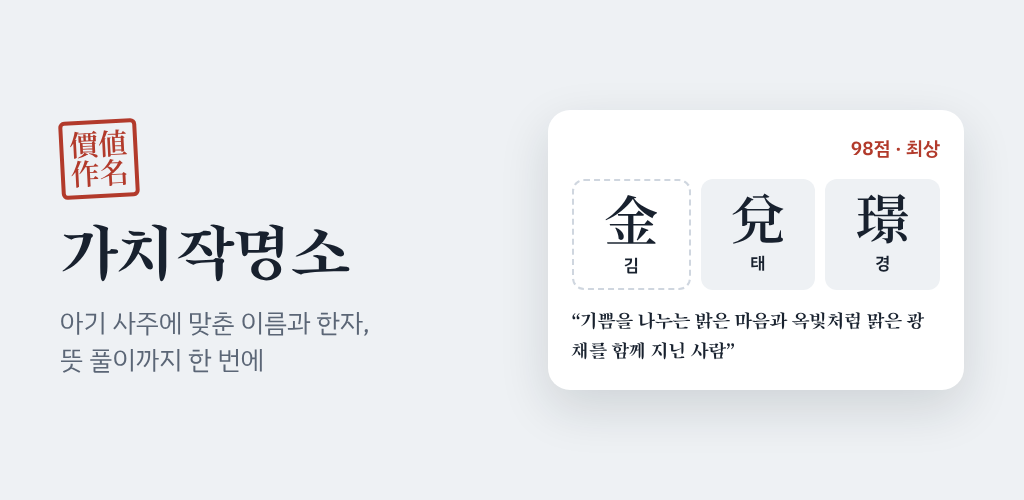 價値
作名
가치작명소
아기 사주에 맞춘 이름과 한자,
뜻 풀이까지 한 번에
98점 · 최상
金 兌 璟
김 태 경
“기쁨을 나누는 밝은 마음과 옥빛처럼 맑은 광
채를 함께 지닌 사람”